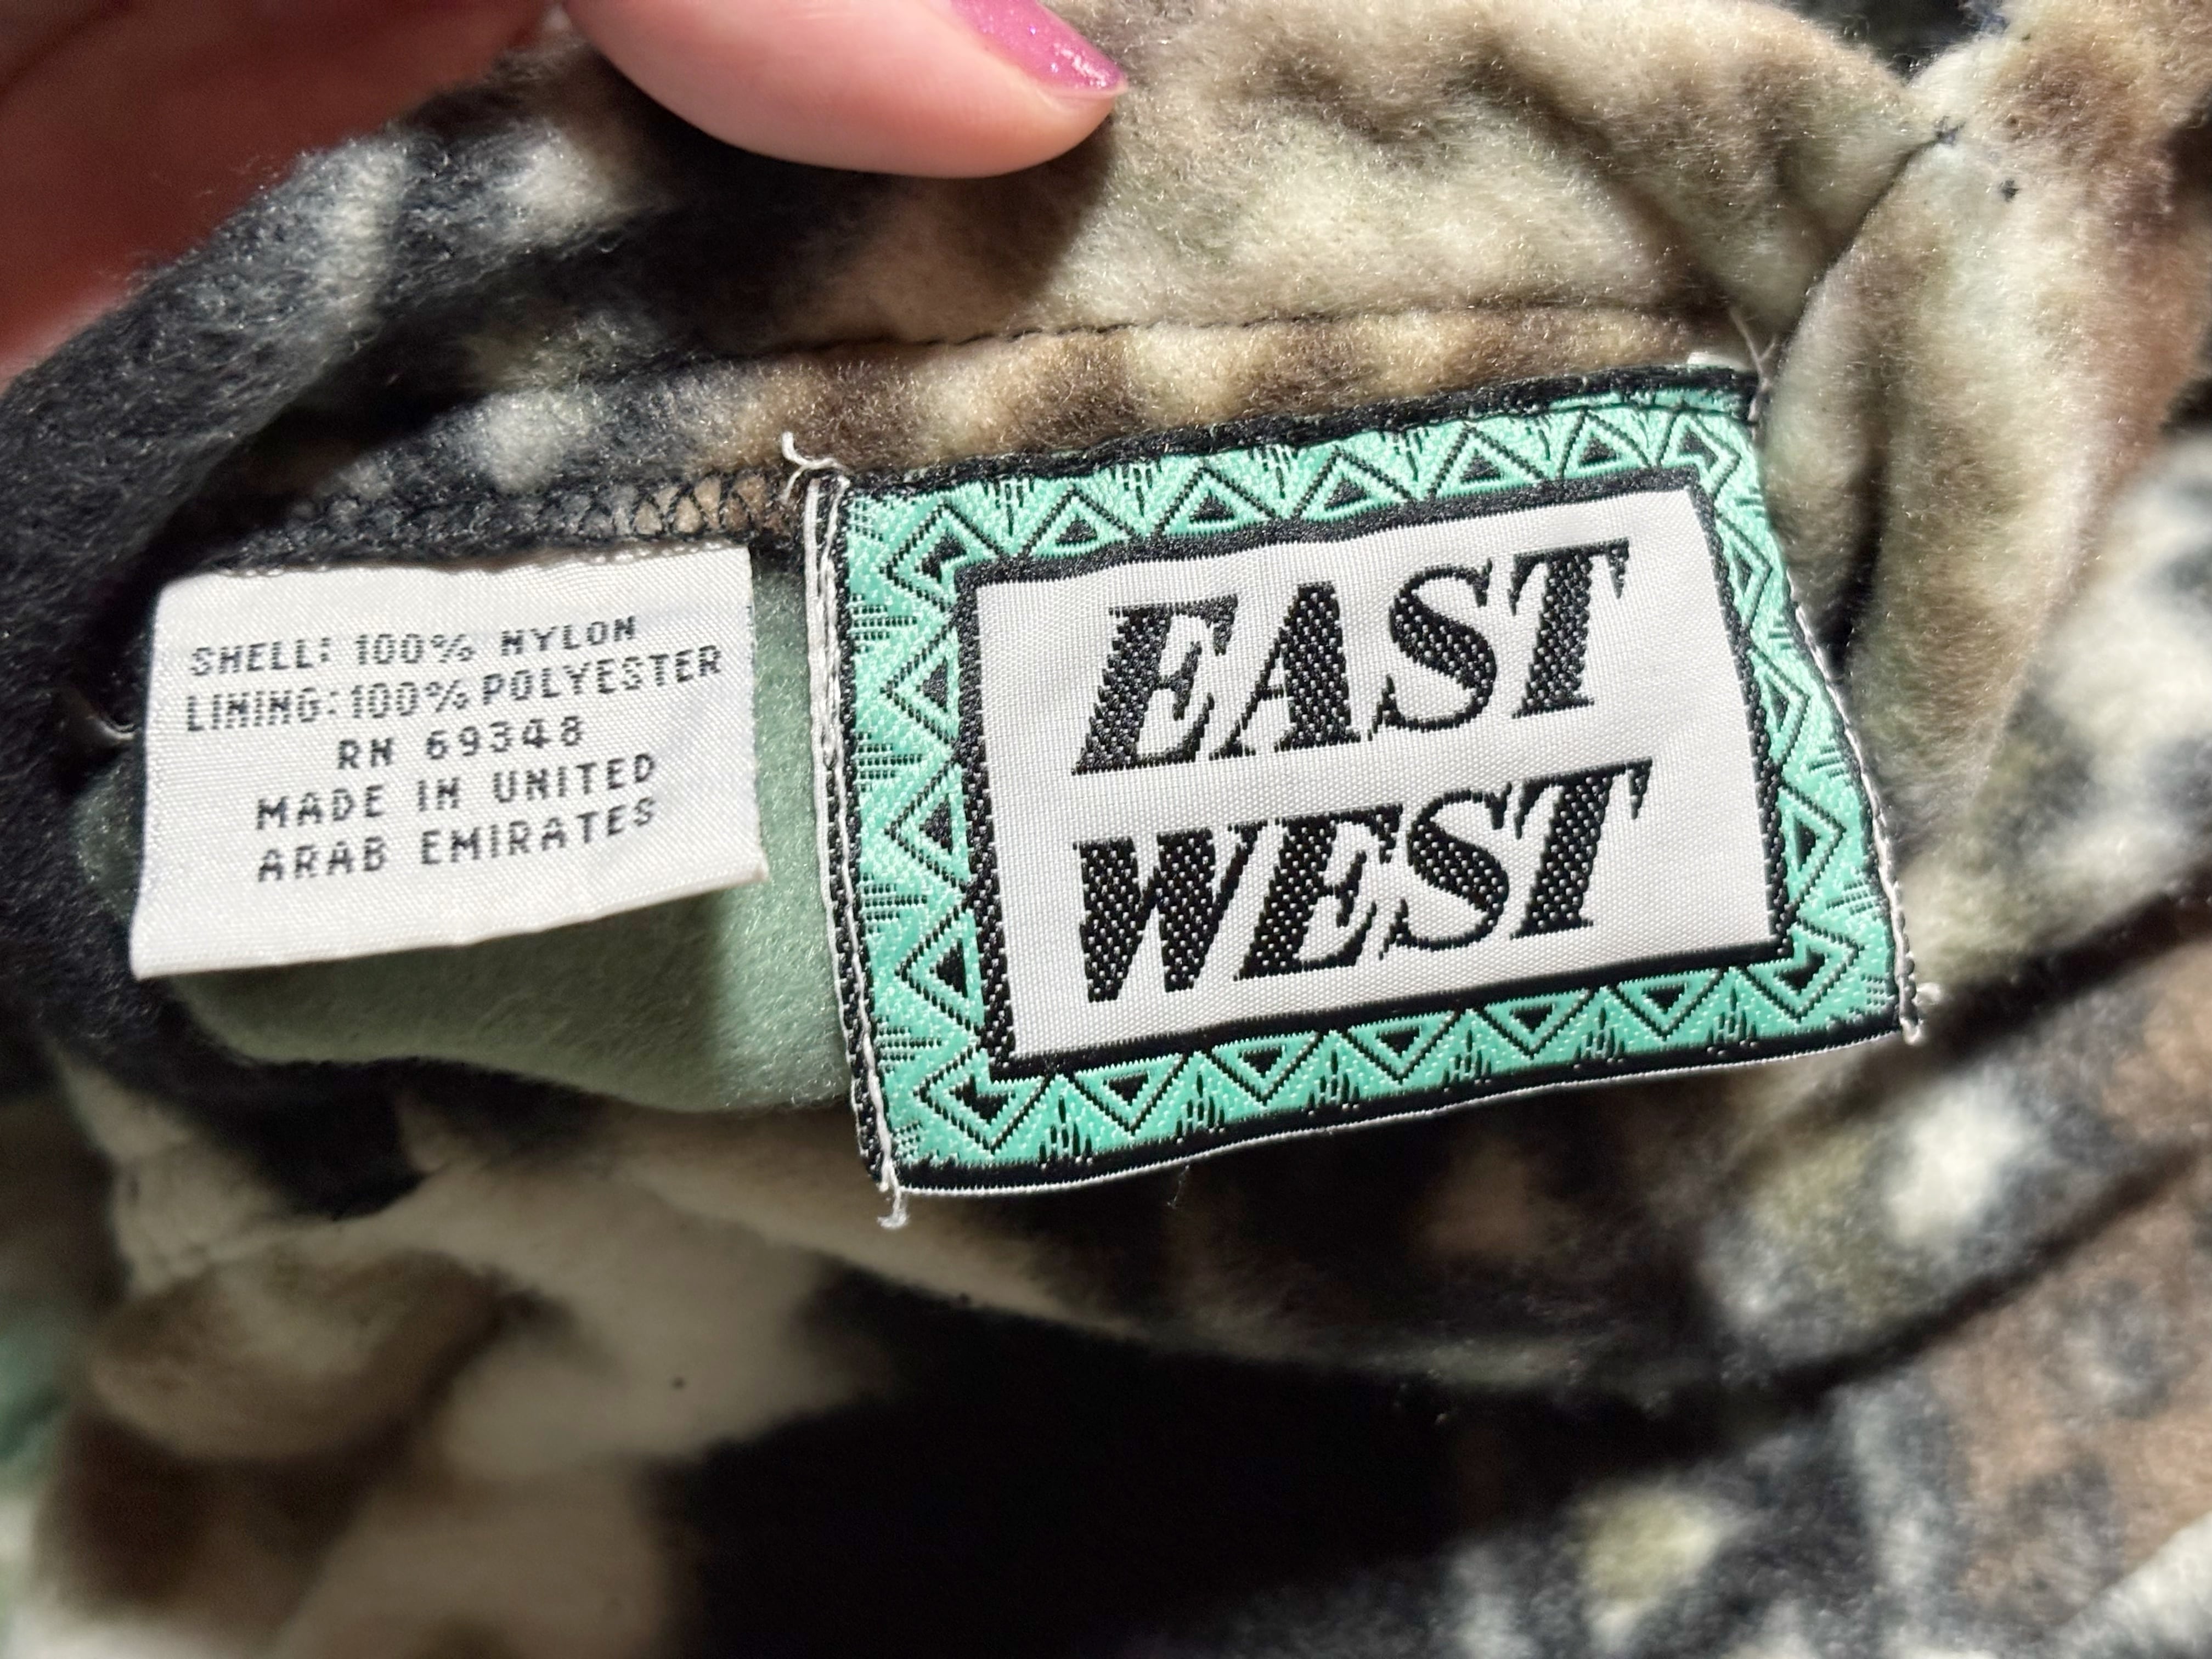 SHELL: 100% NYLON
LINING: 100% POLYESTER
RN 69348
MADE IN UNITED
ARAB EMIRATES
EAST
WEST